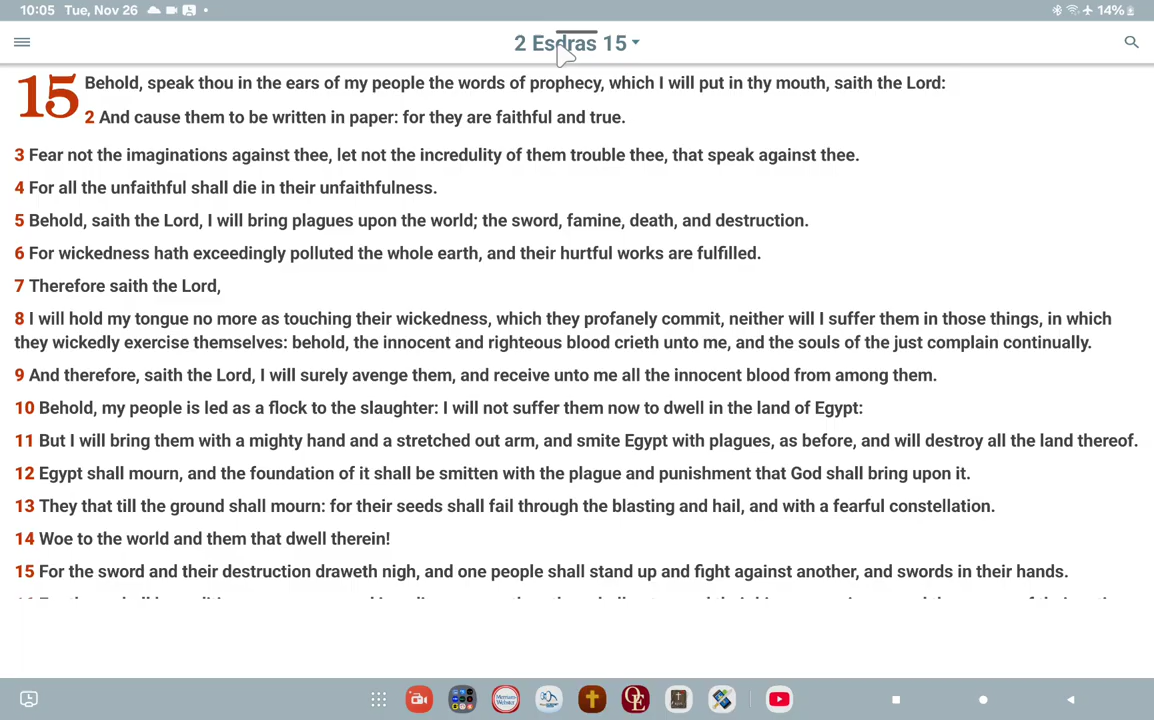 10:05 Tue, Nov 26
14%
2 Esdras 15
15 Behold, speak thou in the ears of my people the words of prophecy, which I will put in thy mouth, saith the Lord:
2 And cause them to be written in paper: for they are faithful and true.
3 Fear not the imaginations against thee, let not the incredulity of them trouble thee, that speak against thee.
4 For all the unfaithful shall die in their unfaithfulness.
5 Behold, saith the Lord, I will bring plagues upon the world; the sword, famine, death, and destruction.
6 For wickedness hath exceedingly polluted the whole earth, and their hurtful works are fulfilled.
7 Therefore saith the Lord,
8 I will hold my tongue no more as touching their wickedness, which they profanely commit, neither will I suffer them in those things, in which
they wickedly exercise themselves: behold, the innocent and righteous blood crieth unto me, and the souls of the just complain continually.
9 And therefore, saith the Lord, I will surely avenge them, and receive unto me all the innocent blood from among them.
10 Behold, my people is led as a flock to the slaughter: I will not suffer them now to dwell in the land of Egypt:
11 But I will bring them with a mighty hand and a stretched out arm, and smite Egypt with plagues, as before, and will destroy all the land thereof.
12 Egypt shall mourn, and the foundation of it shall be smitten with the plague and punishment that God shall bring upon it.
13 They that till the ground shall mourn: for their seeds shall fail through the blasting and hail, and with a fearful constellation.
14 Woe to the world and them that dwell therein!
15 For the sword and their destruction draweth nigh, and one people shall stand up and fight against another, and swords in their hands.
Merriam
Webster
OE